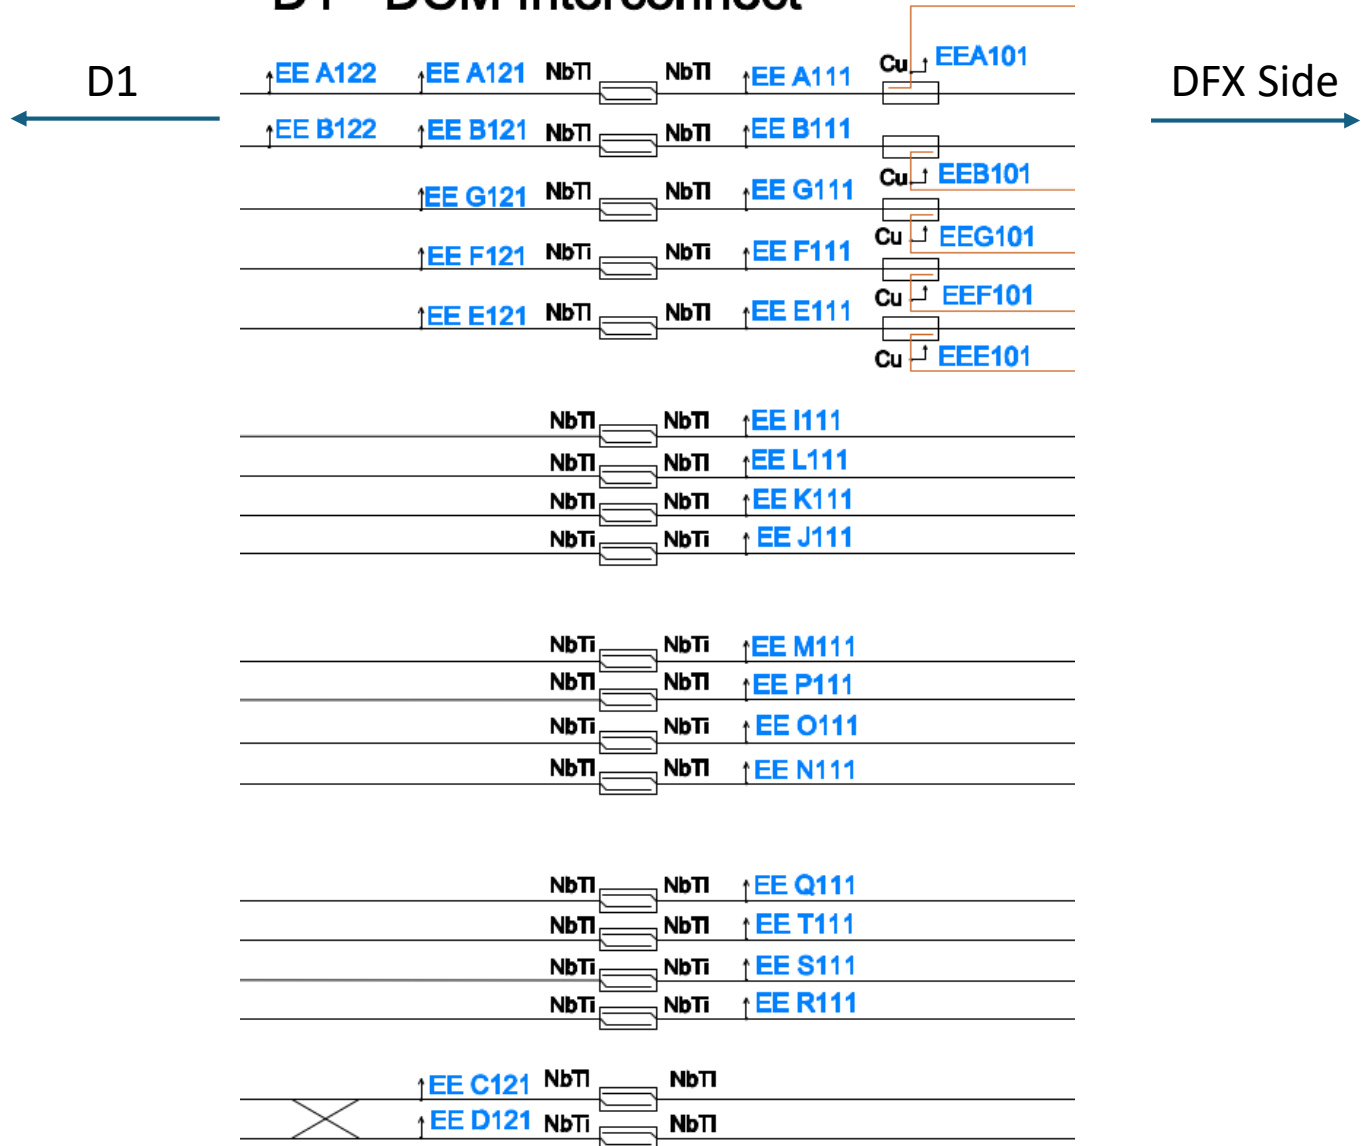 D1 - DCM Interconnect
D1
DFX Side
EE A122 EE A121 NbTI NbTI EE A111 Cu EEA101
EE B122 EE B121 NbTI NbTI EE B111
Cu EEB101
EE G121 NbTI NbTI EE G111
Cu EEG101
EE F121 NbTi NbTi EE F111
Cu EEF101
EE E121 NbTI NbTI EE E111
Cu EEE101
NbTI NbTI EE I111
NbTI NbTI EE L111
NbTI NbTI EE K111
NbTi NbTi EE J111
NbTi NbTi EE M111
NbTI NbTI EE P111
NbTi NbTi EE O111
NbTI NbTI EE N111
NbTI NbTI EE Q111
NbTI NbTI EE T111
NbTi NbTi EE S111
NbTi NbTi EE R111
EE C121 NbTI NbTI
EE D121 NbTi NbTI